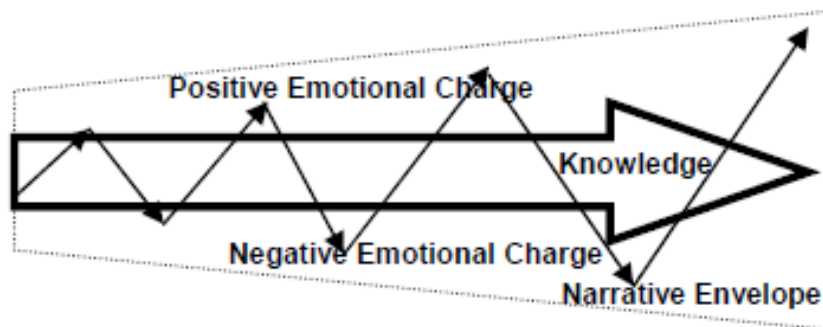 Positive Emotional Charge
Knowledge
Negative Emotional Charge
Narrative Envelope